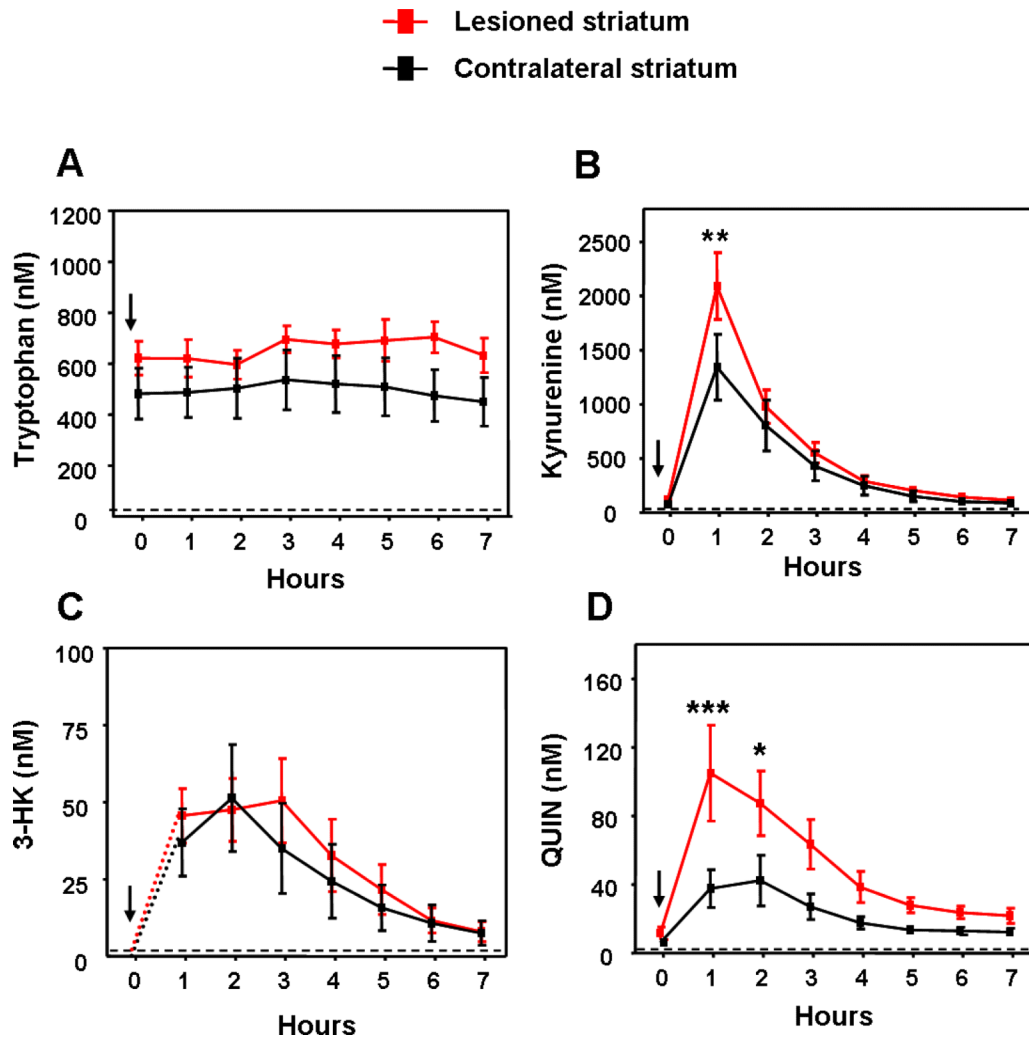 Lesioned striatum
Contralateral striatum
A
Tryptophan (nM)
1200
1000
800
600
400
200
0
0 1 2 3 4 5 6 7
Hours
B
Kynurenine (nM)
2500
2000
1500
1000
500
0
**
0 1 2 3 4 5 6 7
Hours
C
3-HK (nM)
100
75
50
25
0
0 1 2 3 4 5 6 7
Hours
D
QUIN (nM)
160
120
80
40
0
***
*
0 1 2 3 4 5 6 7
Hours